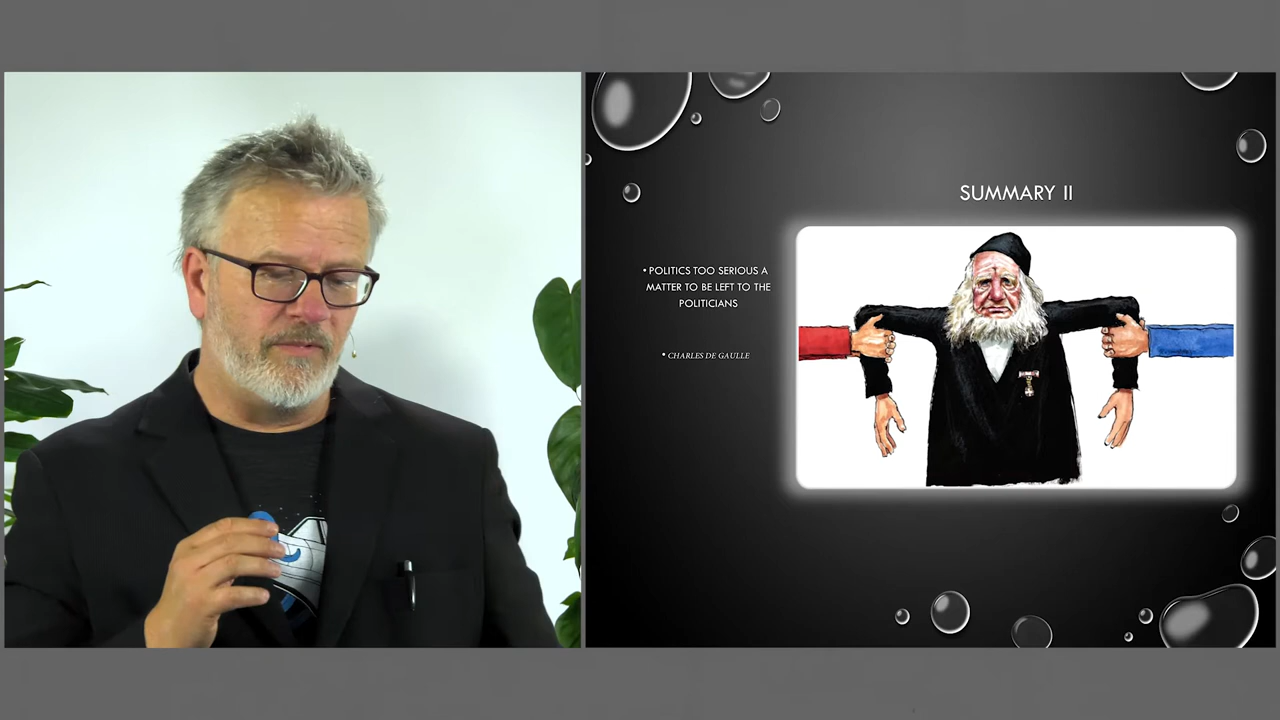 SUMMARY II
• POLITICS TOO SERIOUS A
MATTER TO BE LEFT TO THE
POLITICIANS
• CHARLES DE GAULLE